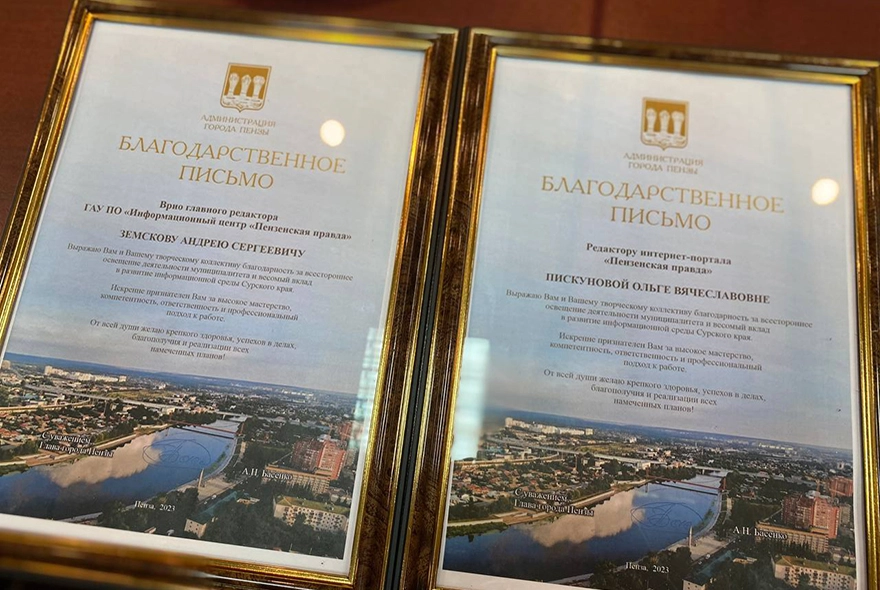 АДМИНИСТРАЦИЯ
ГОРОДА ПЕНЗЫ
БЛАГОДАРСТВЕННОЕ
ПИСЬМО
Врио главного редактора
ГАУ ПО «Информационный центр «Пензенская правда»
ЗЕМСКОВУ АНДРЕЮ СЕРГЕЕВИЧУ
Выражаю Вам и Вашему творческому коллективу благодарность за всестороннее
освещение деятельности муниципалитета и весомый вклад
в развитие информационной среды Сурского края.
Искренне признателен Вам за высокое мастерство,
компетентность, ответственность и профессиональный
подход к работе.
От всей души желаю крепкого здоровья, успехов в делах,
благополучия и реализации всех
намеченных планов!
С уважением,
Глава города Пензы
А.Н. Басенко
Пенза, 2023
АДМИНИСТРАЦИЯ
ГОРОДА ПЕНЗЫ
БЛАГОДАРСТВЕННОЕ
ПИСЬМО
Редактору интернет-портала
«Пензенская правда»
ПИСКУНОВОЙ ОЛЬГЕ ВЯЧЕСЛАВОВНЕ
Выражаю Вам и Вашему творческому коллективу благодарность за всестороннее
освещение деятельности муниципалитета и весомый вклад
в развитие информационной среды Сурского края.
Искренне признателен Вам за высокое мастерство,
компетентность, ответственность и профессиональный
подход к работе.
От всей души желаю крепкого здоровья, успехов в делах,
благополучия и реализации всех
намеченных планов!
С уважением,
Глава города Пензы
А.Н. Басенко
Пенза, 2023